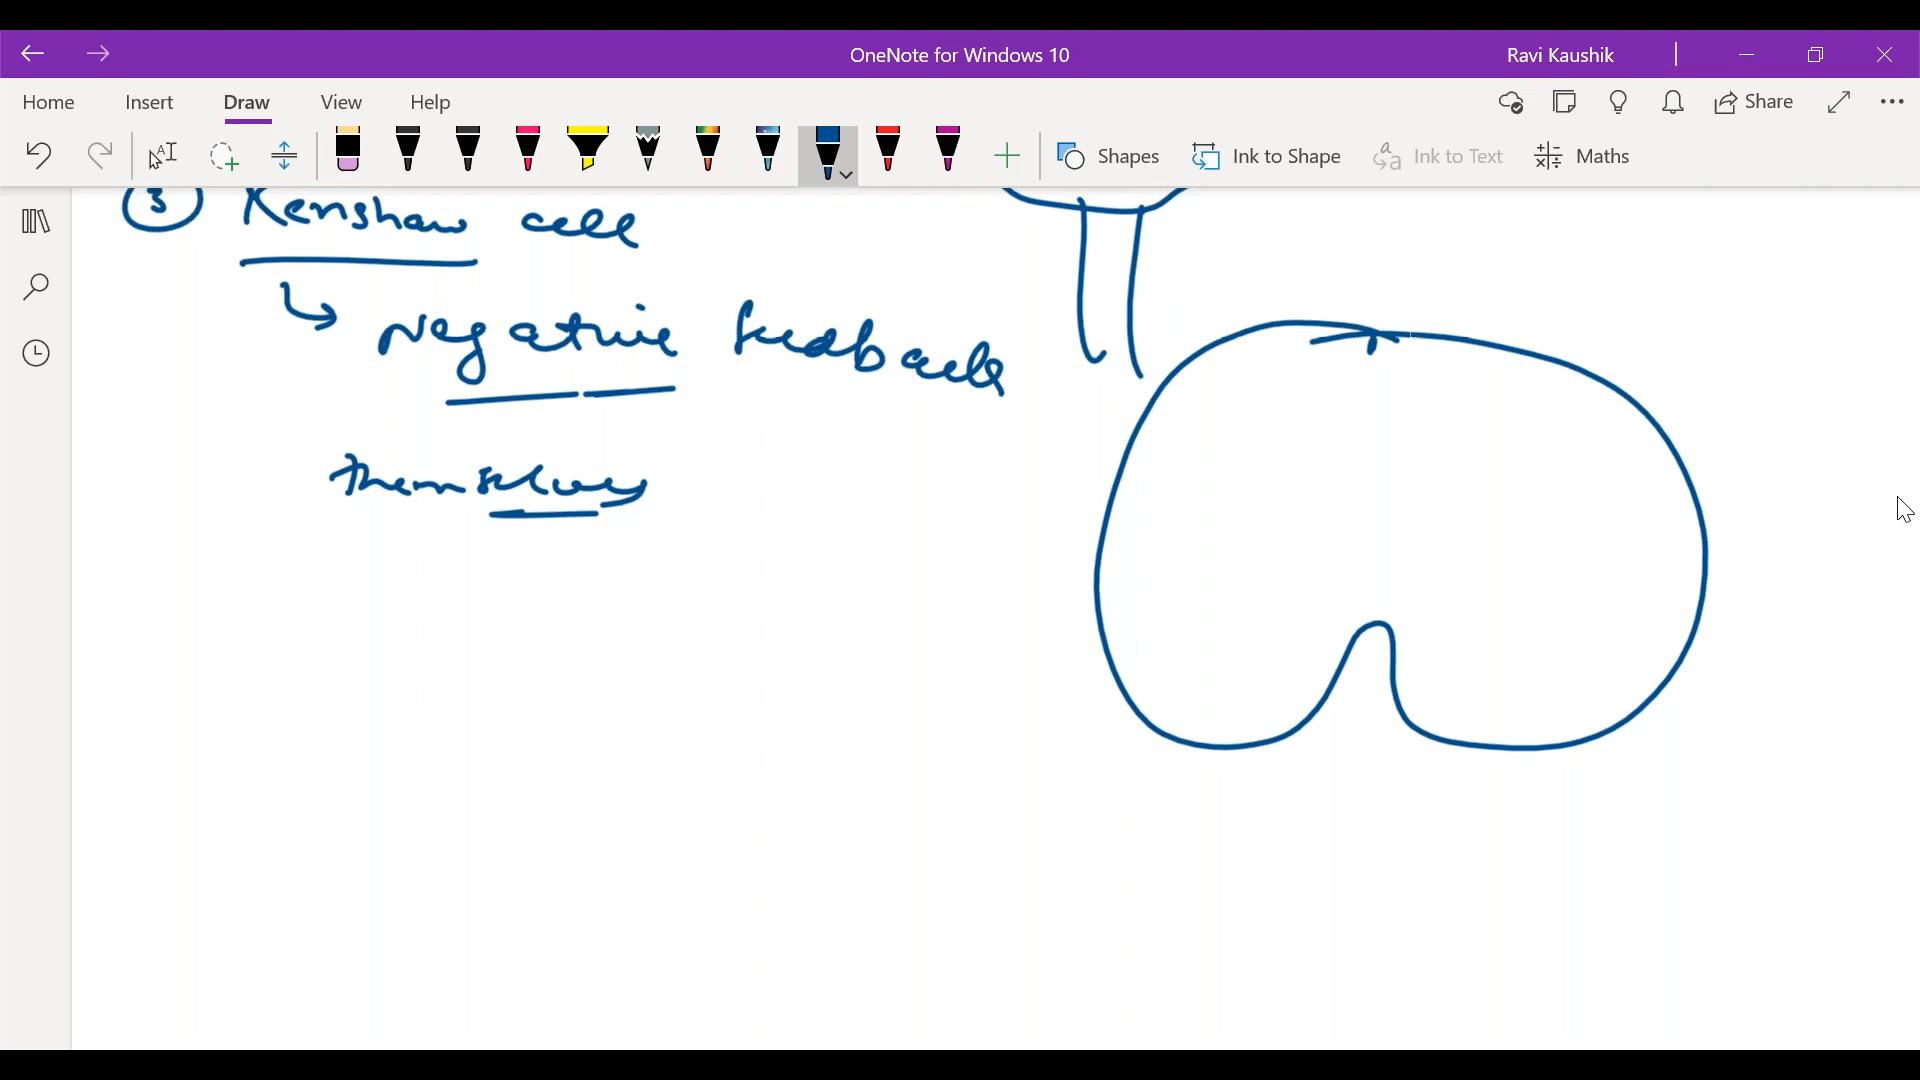 OneNote for Windows 10
Ravi Kaushik
Home Insert Draw View Help
Share
Shapes Ink to Shape Ink to Text Maths
③ Renshaw cell
Negative feedback
themselves